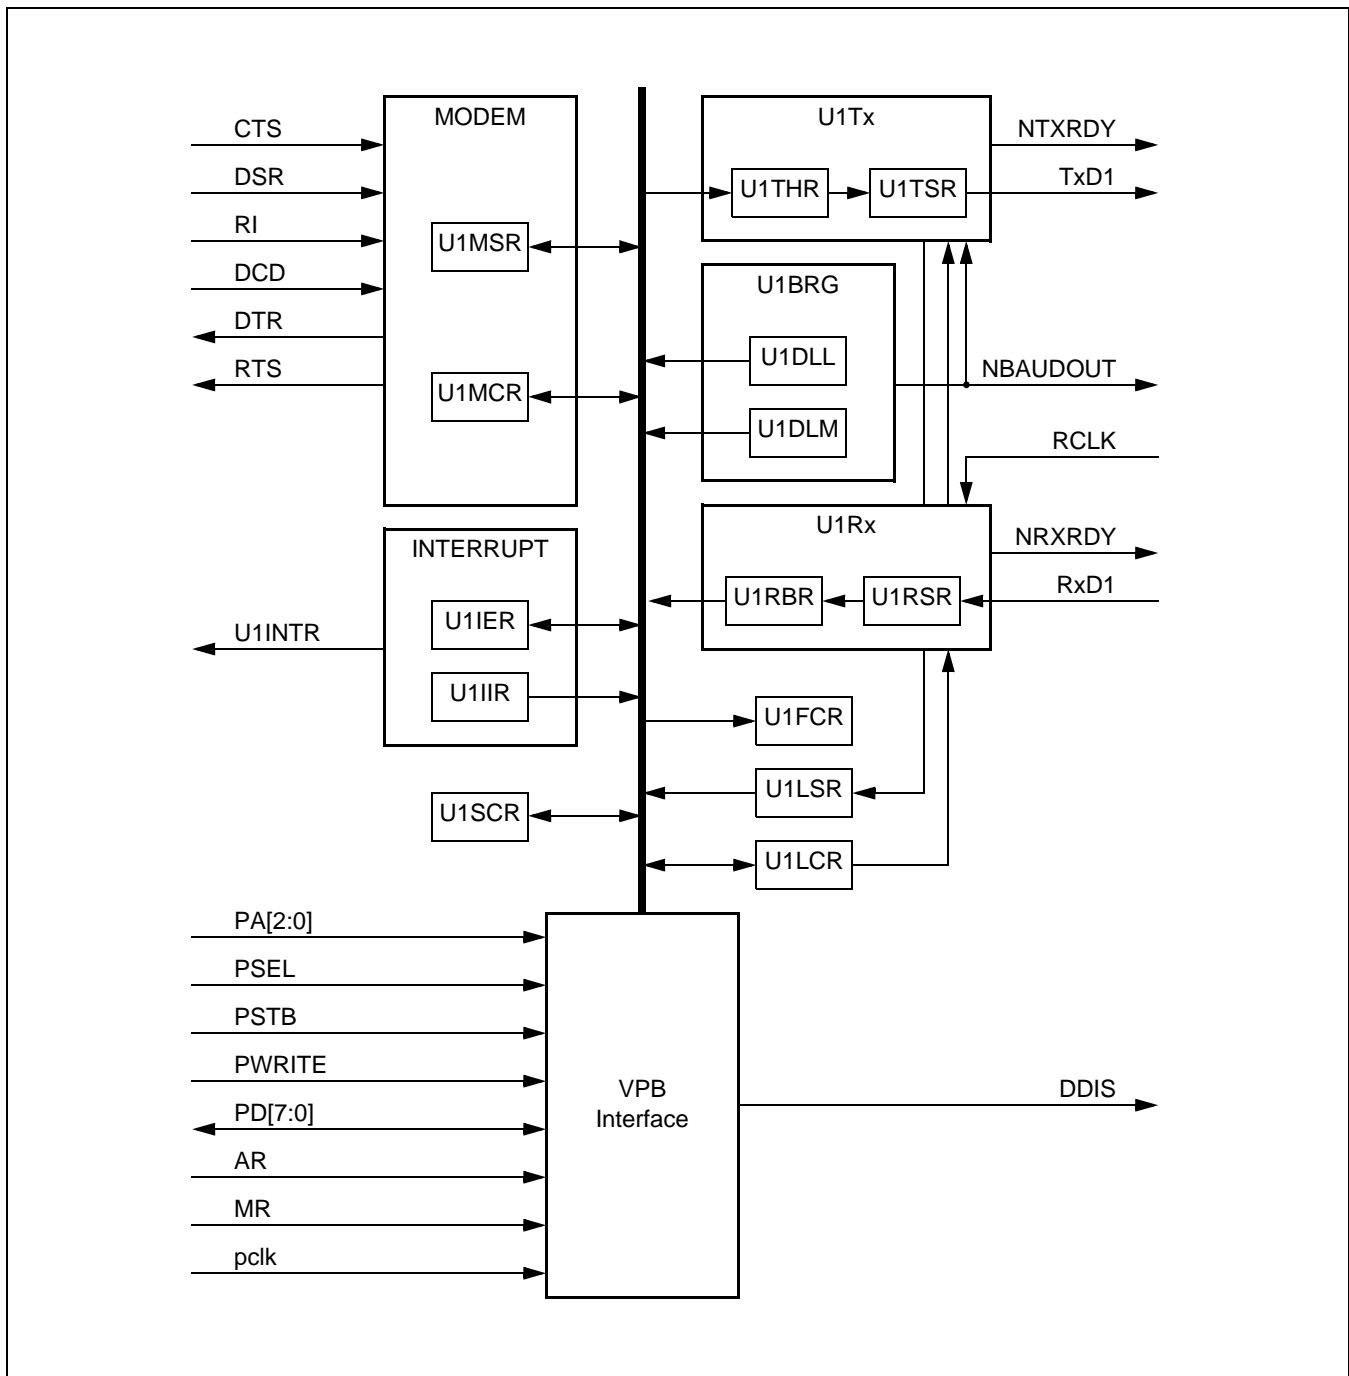 MODEM
U1Tx
CTS
NTXRDY
DSR
U1THR
U1TSR
TxD1
RI
U1MSR
DCD
U1BRG
DTR
U1DLL
RTS
U1MCR
NBAUDOUT
U1DLM
RCLK
U1Rx
INTERRUPT
NRXRDY
U1RBR
U1RSR
RxD1
U1IER
U1INTR
U1IIR
U1FCR
U1LSR
U1SCR
U1LCR
PA[2:0]
PSEL
PSTB
PWRITE
VPB
Interface
DDIS
PD[7:0]
AR
MR
pclk